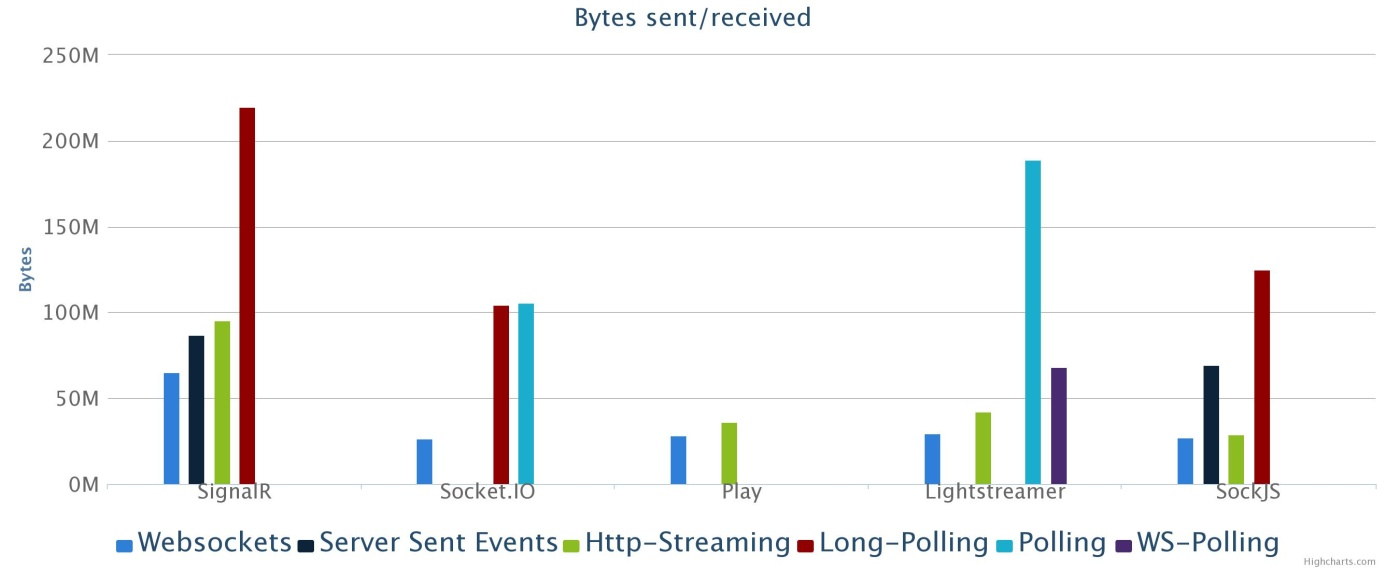 Bytes sent/received
250M
200M
150M
100M
50M
0M
Bytes
SignalR
Socket.IO
Play
Lightstreamer
SockJS
Websockets Server Sent Events Http-Streaming Long-Polling Polling WS-Polling
Highcharts.com